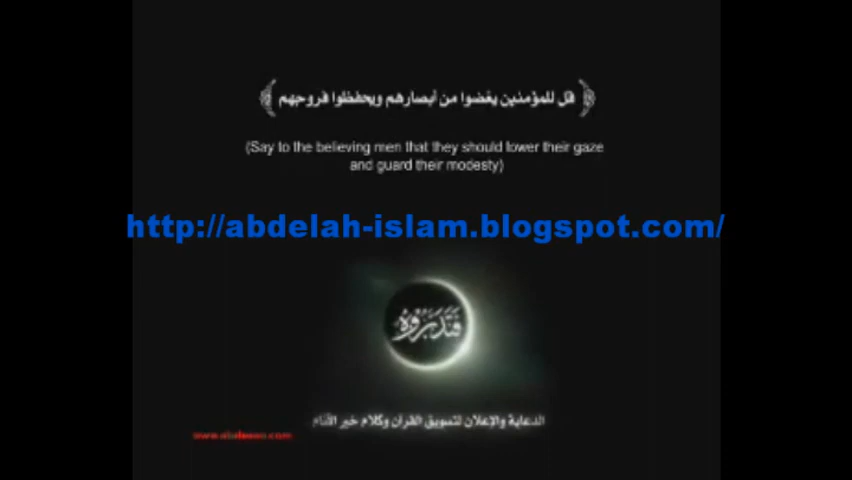 ﴿ قل للمؤمنين يغضوا من أبصارهم ويحفظوا فروجهم ﴾
(Say to the believing men that they should lower their gaze
and guard their modesty)
http://abdelah-islam.blogspot.com/
فتدبروه
الدعاية والإعلان لتسويق القرآن وكلام خير الأنام